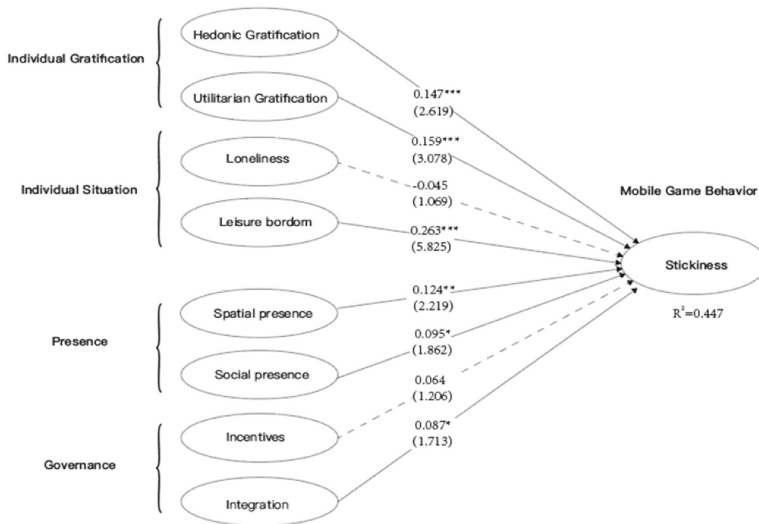 Hedonic Gratification
Individual Gratification
Utilitarian Gratification
0.147***
(2.619)
0.159***
(3.078)
Loneliness
Individual Situation
Leisure bordom
-0.045
(1.069)
0.263***
(5.825)
Mobile Game Behavior
Stickiness
R²=0.447
Spatial presence
Presence
Social presence
0.124**
(2.219)
0.095*
(1.862)
Incentives
Governance
Integration
0.064
(1.206)
0.087*
(1.713)